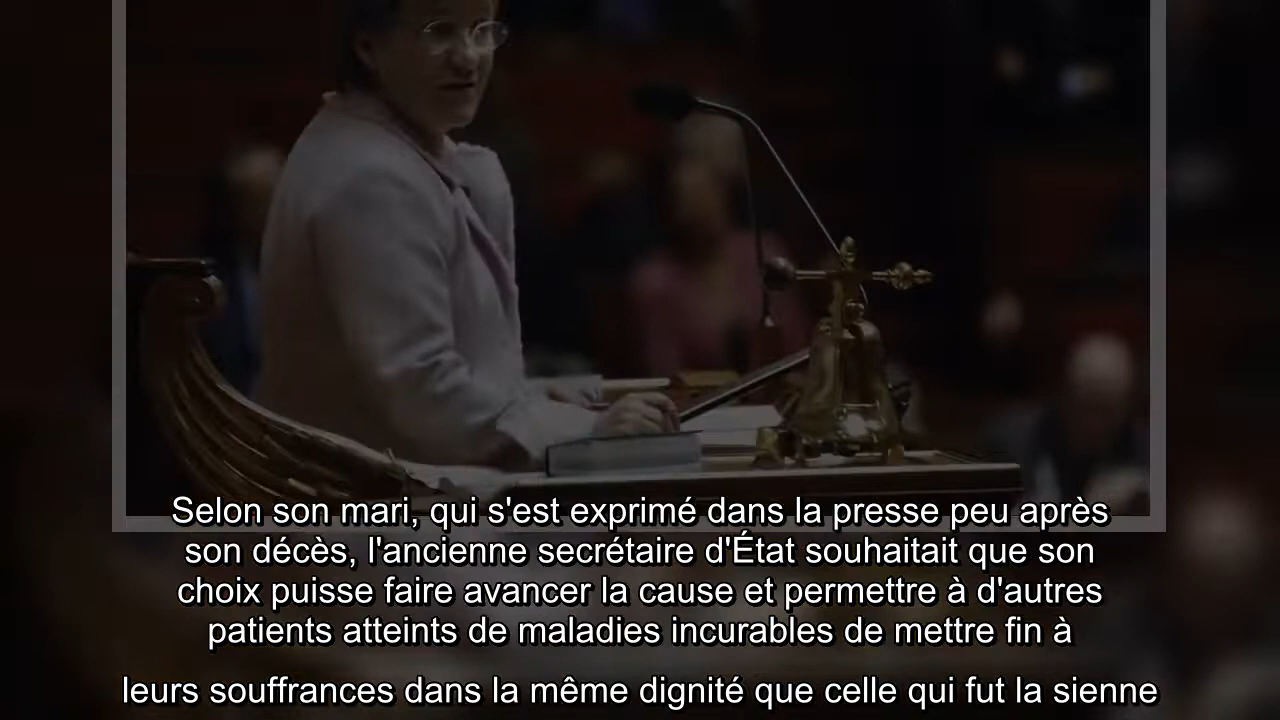 Selon son mari, qui s'est exprimé dans la presse peu après
son décès, l'ancienne secrétaire d'État souhaitait que son
choix puisse faire avancer la cause et permettre à d'autres
patients atteints de maladies incurables de mettre fin à
leurs souffrances dans la même dignité que celle qui fut la sienne